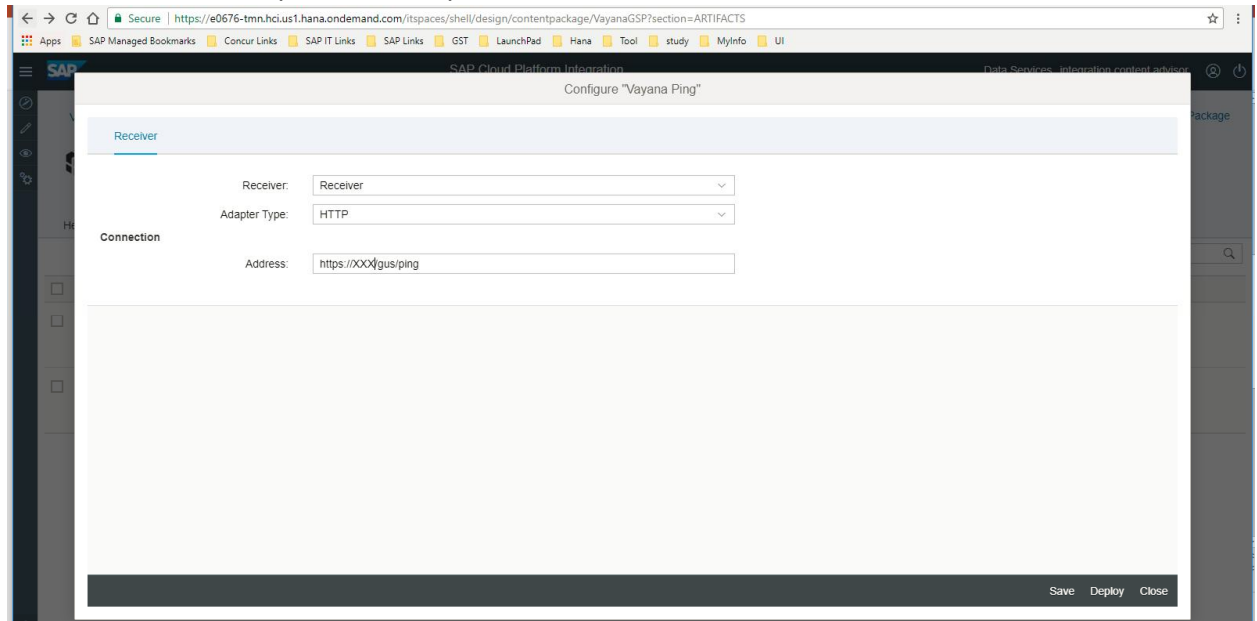 Secure | https://e0676-tmn.hci.us1.hana.ondemand.com/itspaces/shell/design/contentpackage/VayanaGSP?section=ARTIFACTS
Apps SAP Managed Bookmarks Concur Links SAP IT Links SAP Links GST LaunchPad Hana Tool study MyInfo UI
SAP SAP Cloud Platform Integration Data Services integration content advisor
Configure "Vayana Ping"
Package
Receiver
Receiver: Receiver
Adapter Type: HTTP
He
Connection
Address: https://XXX/gus/ping
Save Deploy Close